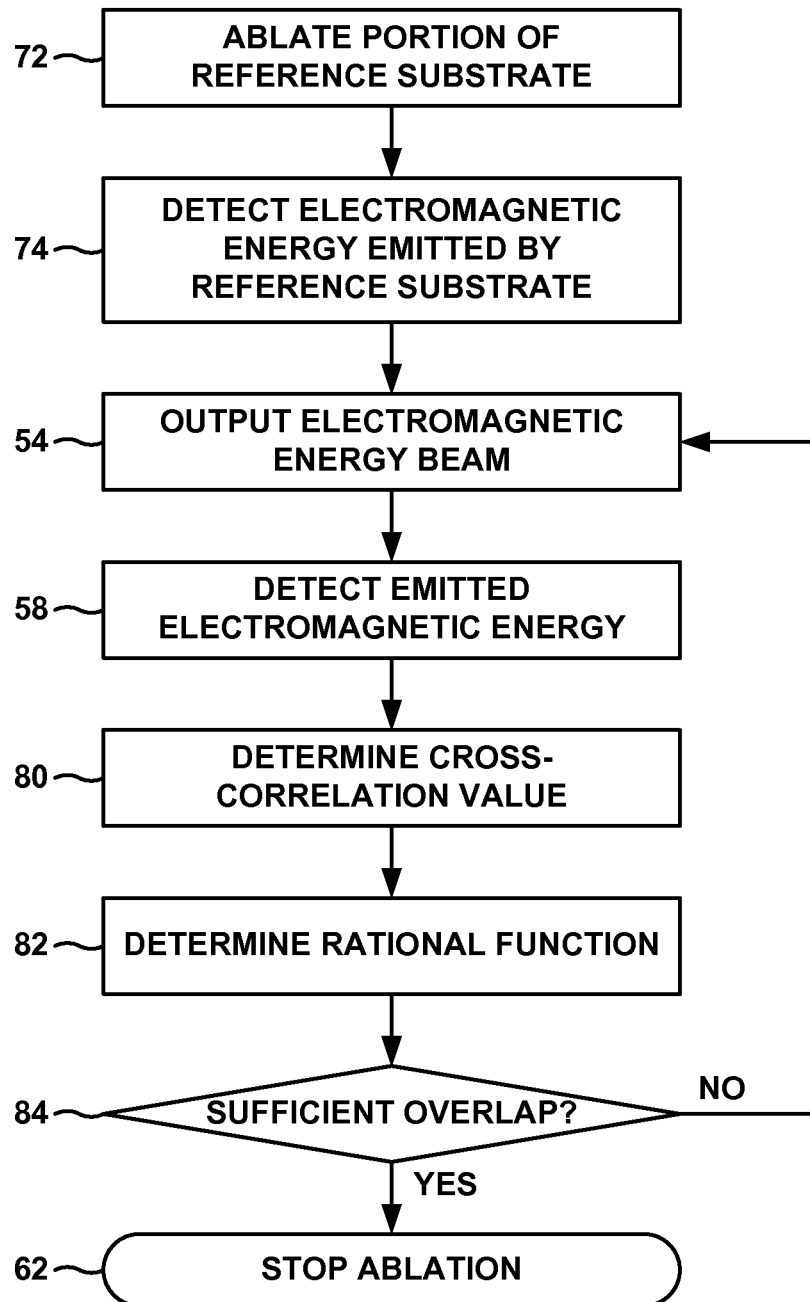 72
ABLATE PORTION OF
REFERENCE SUBSTRATE
74
DETECT ELECTROMAGNETIC
ENERGY EMITTED BY
REFERENCE SUBSTRATE
54
OUTPUT ELECTROMAGNETIC
ENERGY BEAM
58
DETECT EMITTED
ELECTROMAGNETIC ENERGY
80
DETERMINE CROSS-
CORRELATION VALUE
82
DETERMINE RATIONAL FUNCTION
84
SUFFICIENT OVERLAP?
NO
YES
62
STOP ABLATION